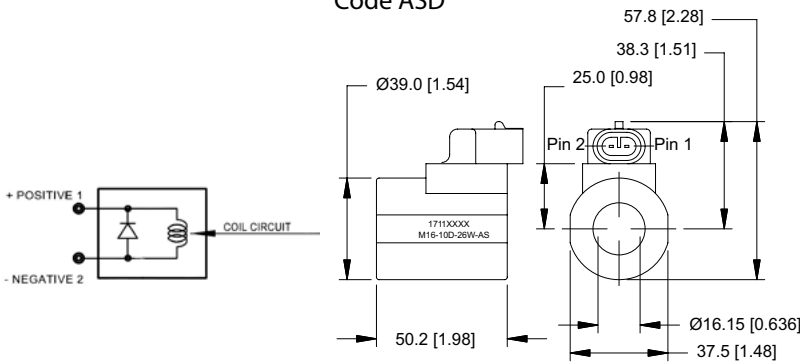 Code ASD
57.8 [2.28]
38.3 [1.51]
25.0 [0.98]
Ø39.0 [1.54]
Pin 2
Pin 1
+ POSITIVE 1
COIL CIRCUIT
- NEGATIVE 2
1711XXXX
M16-10D-26W-AS
50.2 [1.98]
Ø16.15 [0.636]
37.5 [1.48]